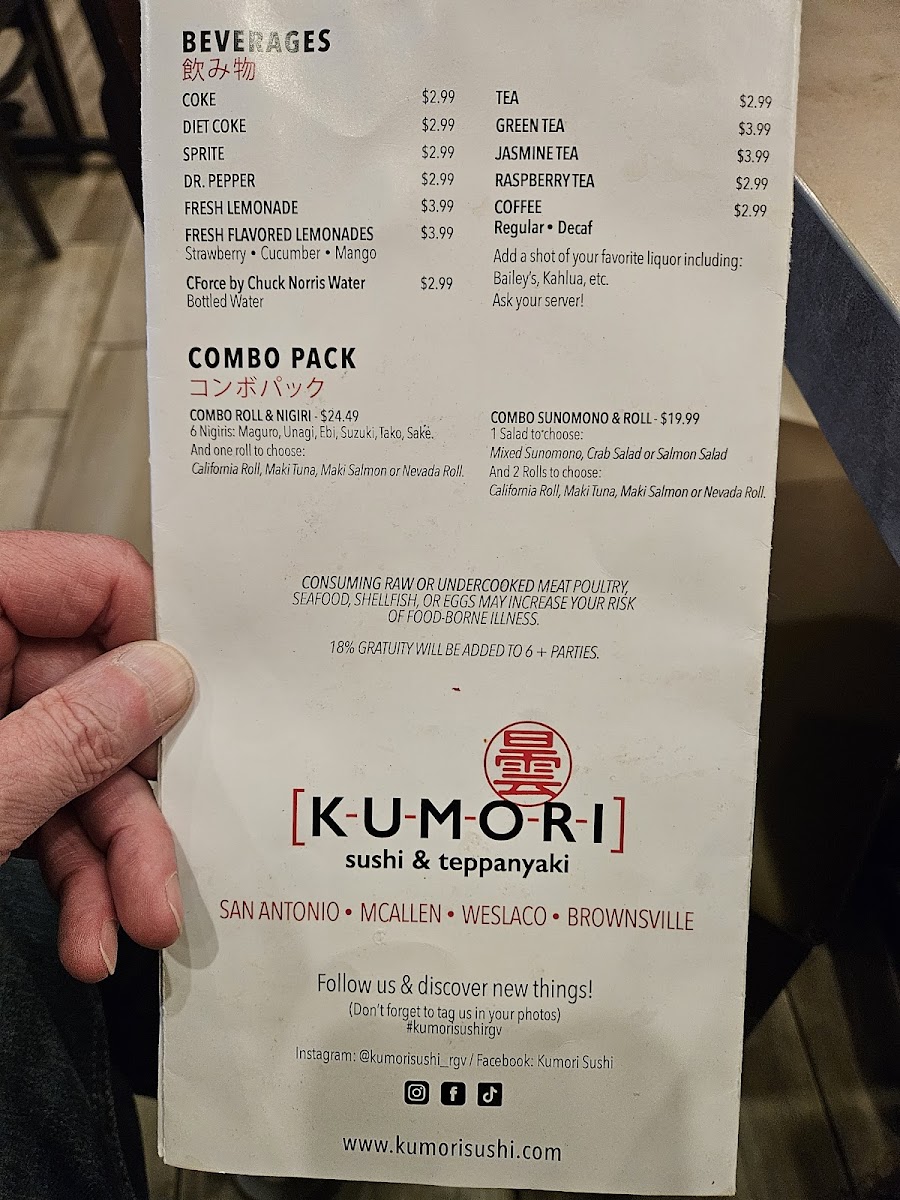 BEVERAGES
飲み物
COKE $2.99
DIET COKE $2.99
SPRITE $2.99
DR. PEPPER $2.99
FRESH LEMONADE $3.99
FRESH FLAVORED LEMONADES $3.99
Strawberry • Cucumber • Mango
CForce by Chuck Norris Water $2.99
Bottled Water
TEA $2.99
GREEN TEA $3.99
JASMINE TEA $3.99
RASPBERRY TEA $2.99
COFFEE $2.99
Regular • Decaf
Add a shot of your favorite liquor including:
Bailey's, Kahlua, etc.
Ask your server!
COMBO PACK
コンボパック
COMBO ROLL & NIGIRI - $24.49
6 Nigiris: Maguro, Unagi, Ebi, Suzuki, Tako, Sake.
And one roll to choose:
California Roll, Maki Tuna, Maki Salmon or Nevada Roll.
COMBO SUNOMONO & ROLL - $19.99
1 Salad to choose:
Mixed Sunomono, Crab Salad or Salmon Salad
And 2 Rolls to choose:
California Roll, Maki Tuna, Maki Salmon or Nevada Roll.
CONSUMING RAW OR UNDERCOOKED MEAT POULTRY,
SEAFOOD, SHELLFISH, OR EGGS MAY INCREASE YOUR RISK
OF FOOD-BORNE ILLNESS.
18% GRATUITY WILL BE ADDED TO 6 + PARTIES.
曇
[K-U-M-O-R-I]
sushi & teppanyaki
SAN ANTONIO • MCALLEN • WESLACO • BROWNSVILLE
Follow us & discover new things!
(Don't forget to tag us in your photos)
#kumorisushirgv
Instagram: @kumorisushi_rgv / Facebook: Kumori Sushi
www.kumorisushi.com